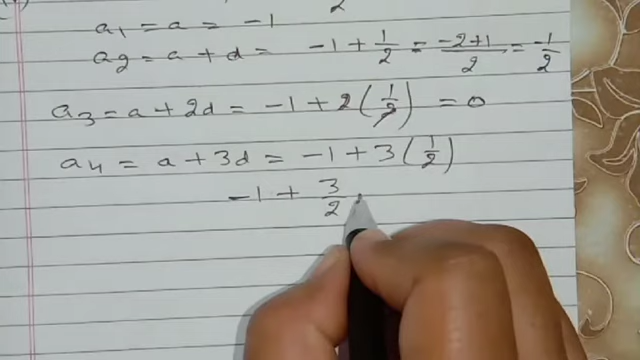 2
a₁ = a = -1
a₂ = a + d = -1 + 1/2 = -2+1/2 = -1/2
a₃ = a + 2d = -1 + 2(1/2) = 0
a₄ = a + 3d = -1 + 3(1/2)
-1 + 3/2